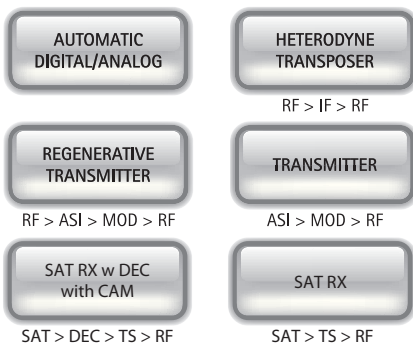 AUTOMATIC
DIGITAL/ANALOG
HETERODYNE
TRANSPOSER
RF > IF > RF
REGENERATIVE
TRANSMITTER
RF > ASI > MOD > RF
TRANSMITTER
ASI > MOD > RF
SAT RX w DEC
with CAM
SAT > DEC > TS > RF
SAT RX
SAT > TS > RF